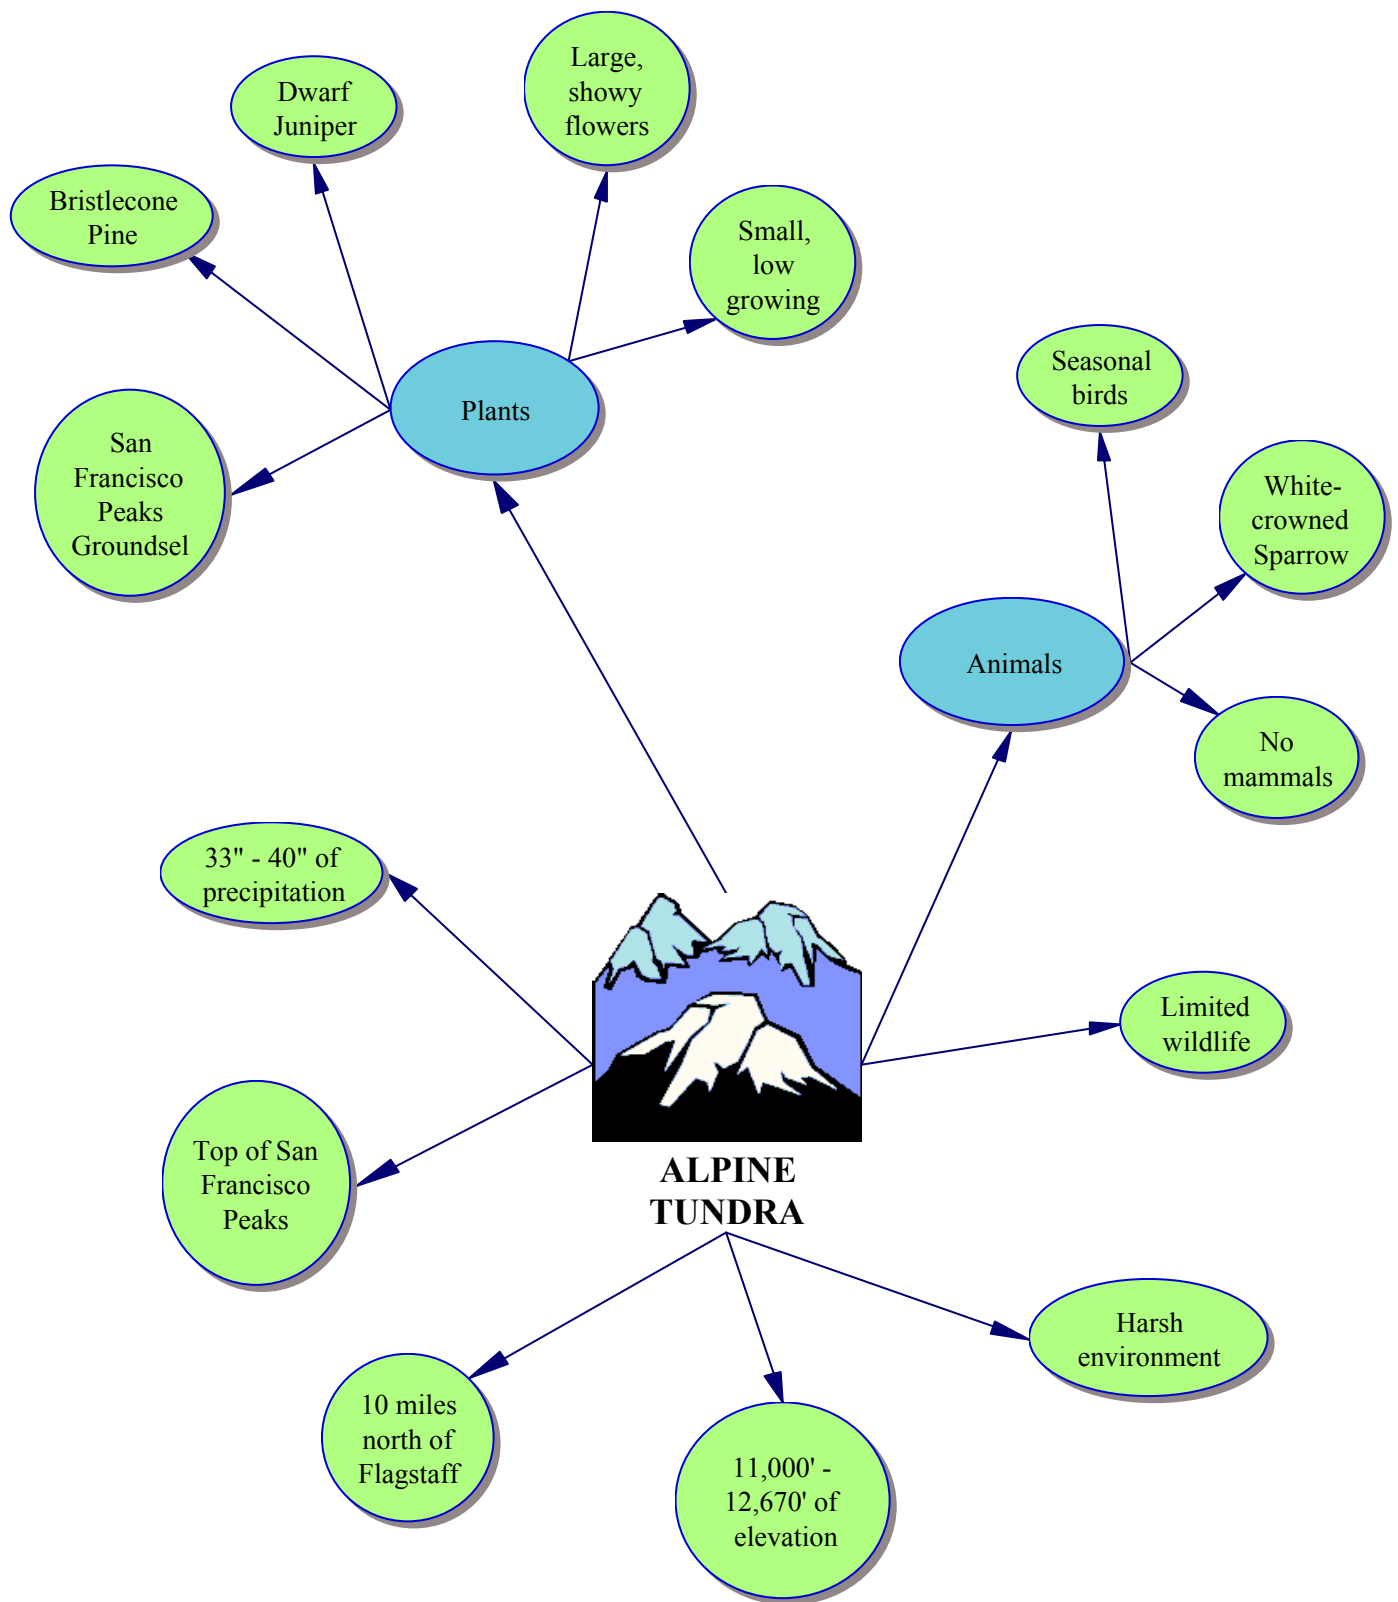 Large,
showy
flowers
Dwarf
Juniper
Bristlecone
Pine
Small,
low
growing
San
Francisco
Peaks
Groundsel
Plants
Seasonal
birds
White-
crowned
Sparrow
Animals
No
mammals
33" - 40" of
precipitation
Limited
wildlife
Top of San
Francisco
Peaks
ALPINE
TUNDRA
Harsh
environment
10 miles
north of
Flagstaff
11,000' -
12,670' of
elevation